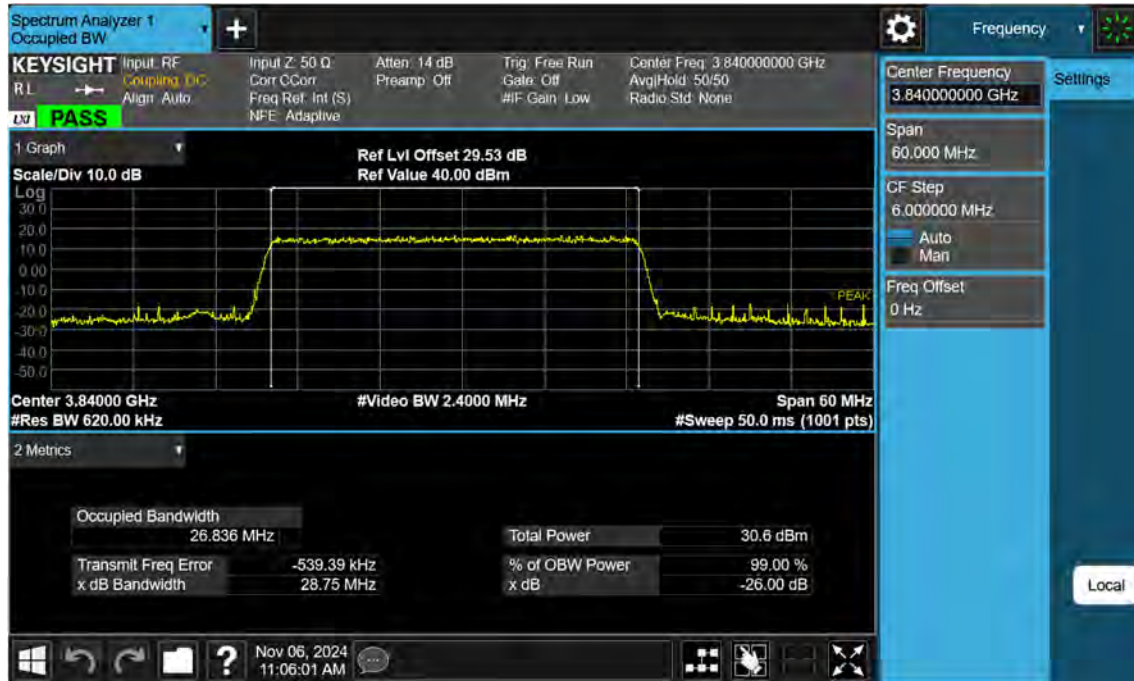 Spectrum Analyzer 1
Occupied BW
+
Frequency
KEYSIGHT Input: RF Input Z: 50 Ω Atten: 14 dB Trig: Free Run Center Freq: 3.840000000 GHz
RL Coupling: DC Corr CCorr Preamp: Off Gate: Off Avg|Hold: 50/50
Align: Auto Freq Ref: Int (S) #IF Gain: Low Radio Std: None
LXI PASS NFE: Adaptive
Center Frequency
3.840000000 GHz
Settings
Span
60.000 MHz
CF Step
6.000000 MHz
Auto
Man
Freq Offset
0 Hz
1 Graph
Ref Lvl Offset 29.53 dB
Scale/Div 10.0 dB Ref Value 40.00 dBm
Log
30.0
20.0
10.0
0.00
-10.0
PEAK
-20.0
-30.0
-40.0
-50.0
Center 3.84000 GHz #Video BW 2.4000 MHz Span 60 MHz
#Res BW 620.00 kHz #Sweep 50.0 ms (1001 pts)
2 Metrics
Occupied Bandwidth
26.836 MHz Total Power 30.6 dBm
Transmit Freq Error -539.39 kHz % of OBW Power 99.00 %
x dB Bandwidth 28.75 MHz x dB -26.00 dB
Local
?
Nov 06, 2024
11:06:01 AM